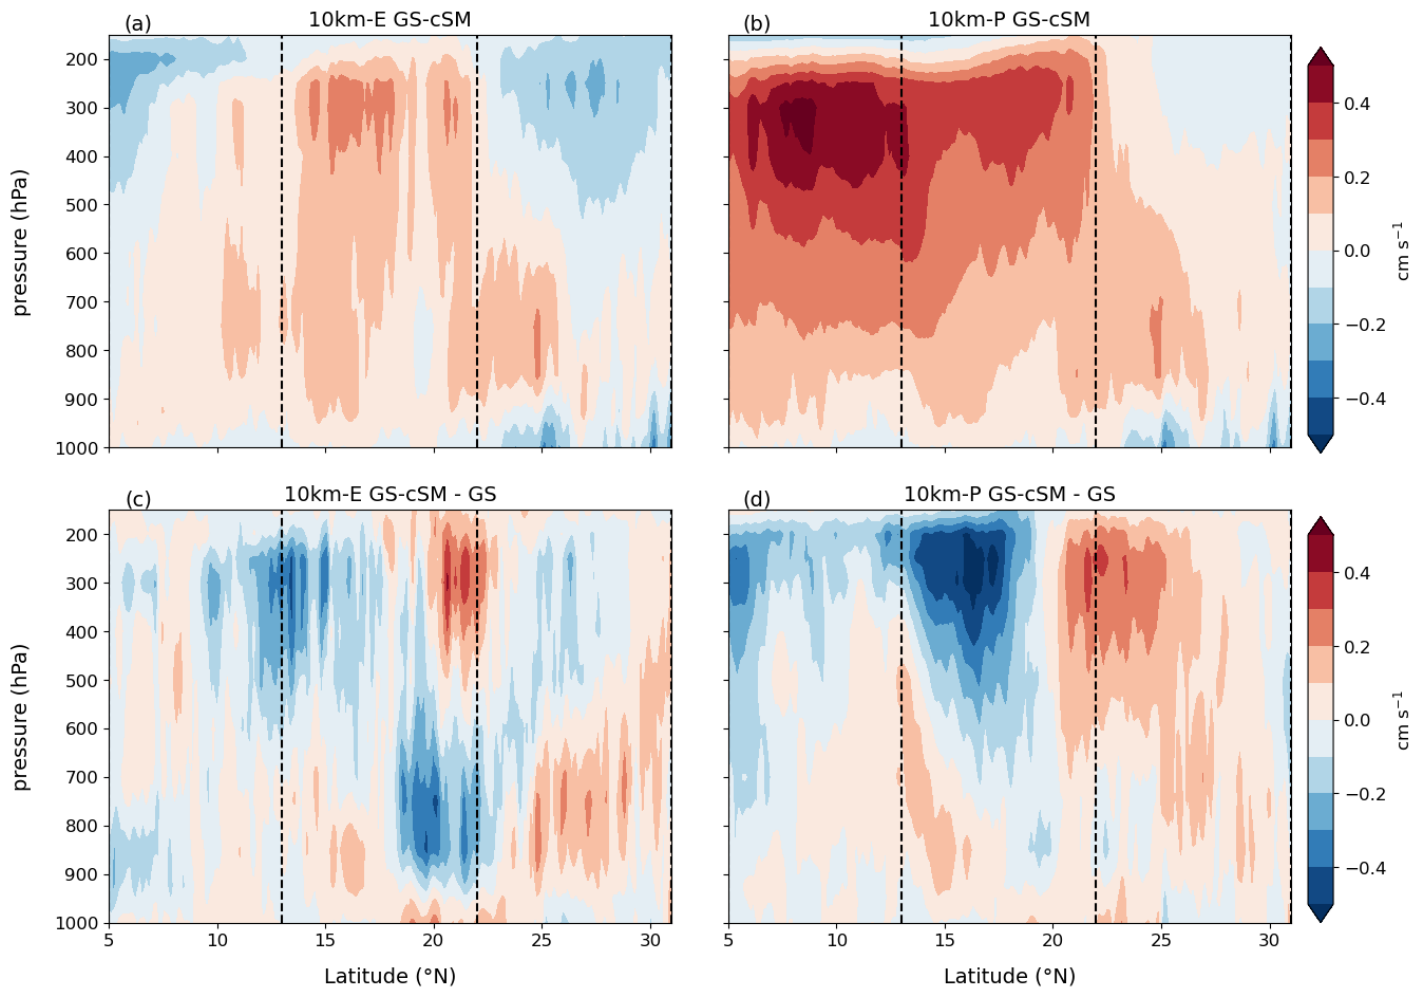 (a) 10km-E GS-cSM
(b) 10km-P GS-cSM
200
300
400
500
600
700
800
900
1000
pressure (hPa)
0.4
0.2
0.0
−0.2
−0.4
cm s⁻¹
(c) 10km-E GS-cSM - GS
(d) 10km-P GS-cSM - GS
200
300
400
500
600
700
800
900
1000
pressure (hPa)
0.4
0.2
0.0
−0.2
−0.4
cm s⁻¹
5 10 15 20 25 30
5 10 15 20 25 30
Latitude (°N)
Latitude (°N)